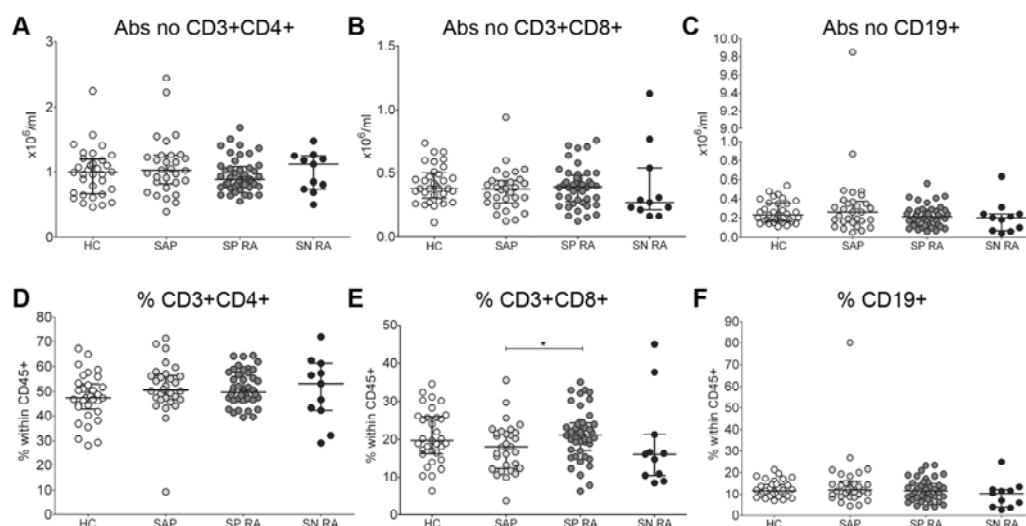 A Abs no CD3+CD4+
x10⁶/ml
3
2
1
0
HC SAP SP RA SN RA
B Abs no CD3+CD8+
x10⁶/ml
1.5
1.0
0.5
0.0
HC SAP SP RA SN RA
C Abs no CD19+
x10⁶/ml
10.0
9.8
9.6
9.4
9.2
9.0
1.0
0.8
0.6
0.4
0.2
0.0
HC SAP SP RA SN RA
D % CD3+CD4+
% within CD45+
80
70
60
50
40
30
20
10
0
HC SAP SP RA SN RA
E % CD3+CD8+
% within CD45+
50
40
30
20
10
0
*
HC SAP SP RA SN RA
F % CD19+
% within CD45+
90
80
70
60
50
40
30
20
10
0
HC SAP SP RA SN RA